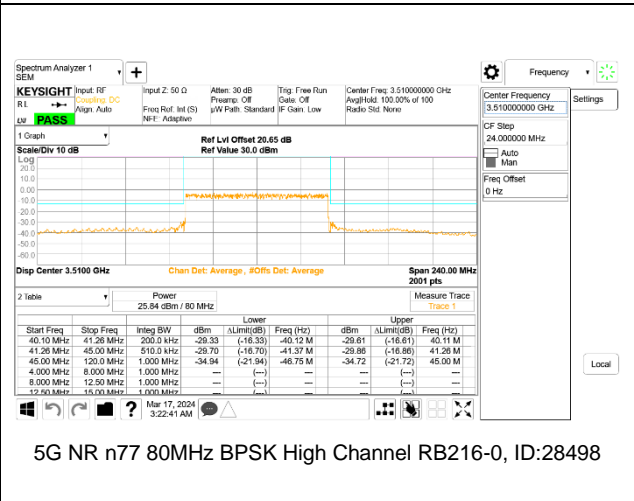 Spectrum Analyzer 1
SEM
Frequency
KEYSIGHT
Input: RF
Input Z: 50 Ω
Atten: 30 dB
Trig: Free Run
Center Freq: 3.510000000 GHz
RL
Coupling: DC
Preamp: Off
Gate: Off
Avg|Hold: 100.00% of 100
Align: Auto
Freq Ref: Int (S)
µW Path: Standard
IF Gain: Low
Radio Std: None
PASS
NFE: Adaptive
Center Frequency
3.510000000 GHz
Settings
CF Step
24.000000 MHz
Auto
Man
Freq Offset
0 Hz
1 Graph
Ref Lvl Offset 20.65 dB
Scale/Div 10 dB
Ref Value 30.0 dBm
Log
20.0
10.0
0.00
-10.0
-20.0
-30.0
-40.0
-50.0
-60.0
Disp Center 3.5100 GHz
Chan Det: Average, #Offs Det: Average
Span 240.00 MHz
2001 pts
2 Table
Power
25.84 dBm / 80 MHz
Measure Trace
Trace 1
Lower Upper
Start Freq Stop Freq Integ BW dBm ΔLimit(dB) Freq (Hz) dBm ΔLimit(dB) Freq (Hz)
40.10 MHz 41.26 MHz 200.0 kHz -29.33 (-16.33) -40.12 M -29.61 (-16.61) 40.11 M
41.26 MHz 45.00 MHz 510.0 kHz -29.70 (-16.70) -41.37 M -29.86 (-16.86) 41.26 M
45.00 MHz 120.0 MHz 1.000 MHz -34.94 (-21.94) -46.75 M -34.72 (-21.72) 45.00 M
4.000 MHz 8.000 MHz 1.000 MHz --- (---) --- --- (---) ---
8.000 MHz 12.50 MHz 1.000 MHz --- (---) --- --- (---) ---
12.50 MHz 15.00 MHz 1.000 MHz --- (---) --- --- (---) ---
Local
Mar 17, 2024
3:22:41 AM
5G NR n77 80MHz BPSK High Channel RB216-0, ID:28498